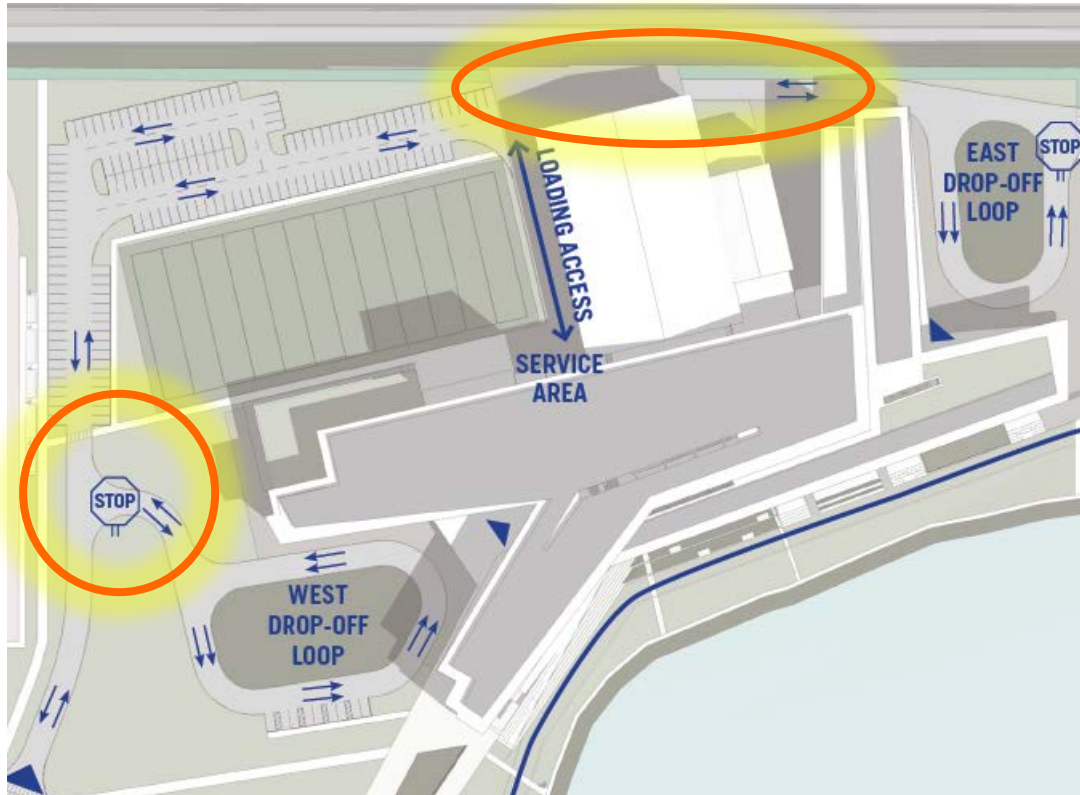 EAST
DROP-OFF
LOOP
STOP
LOADING ACCESS
SERVICE
AREA
STOP
WEST
DROP-OFF
LOOP